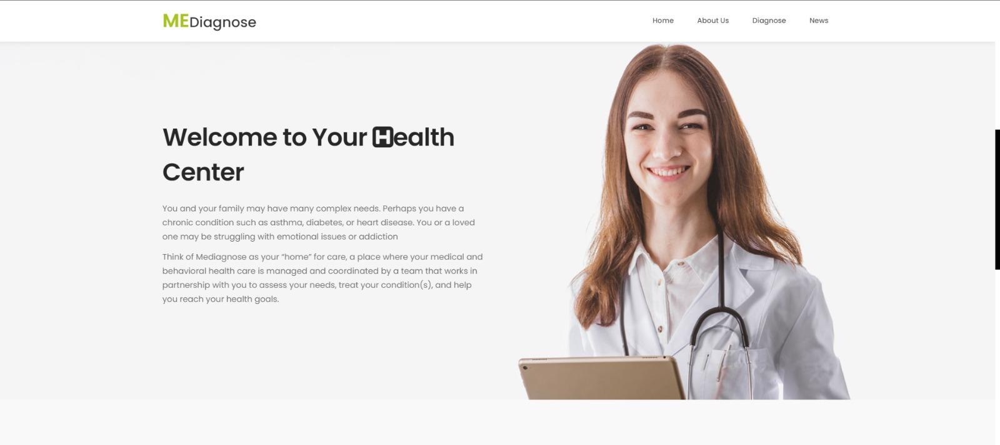 MEDiagnose
Home
About Us
Diagnose
News
Welcome to Your Health
Center
You and your family may have many complex needs. Perhaps you have a
chronic condition such as asthma, diabetes, or heart disease. You or a loved
one may be struggling with emotional issues or addiction
Think of Mediagnose as your “home” for care, a place where your medical and
behavioral health care is managed and coordinated by a team that works in
partnership with you to assess your needs, treat your condition(s), and help
you reach your health goals.